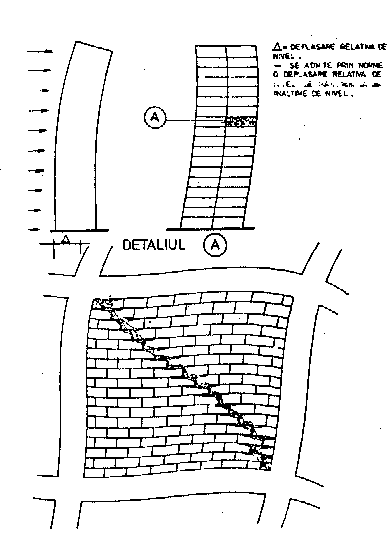 Δ = DEPLASARE RELATIVA DE
NIVEL.
— SE ADMITE PRIN NORME
O DEPLASARE RELATIVA DE
INALTIME DE NIVEL.
A
Δ
DETALIUL A